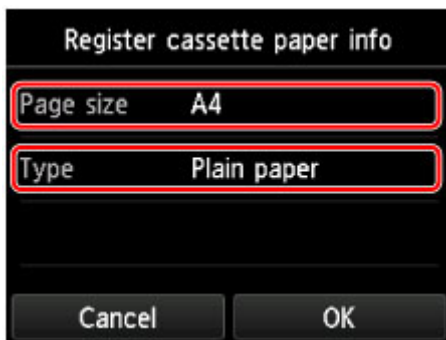 Register cassette paper info
Page size A4
Type Plain paper
Cancel OK